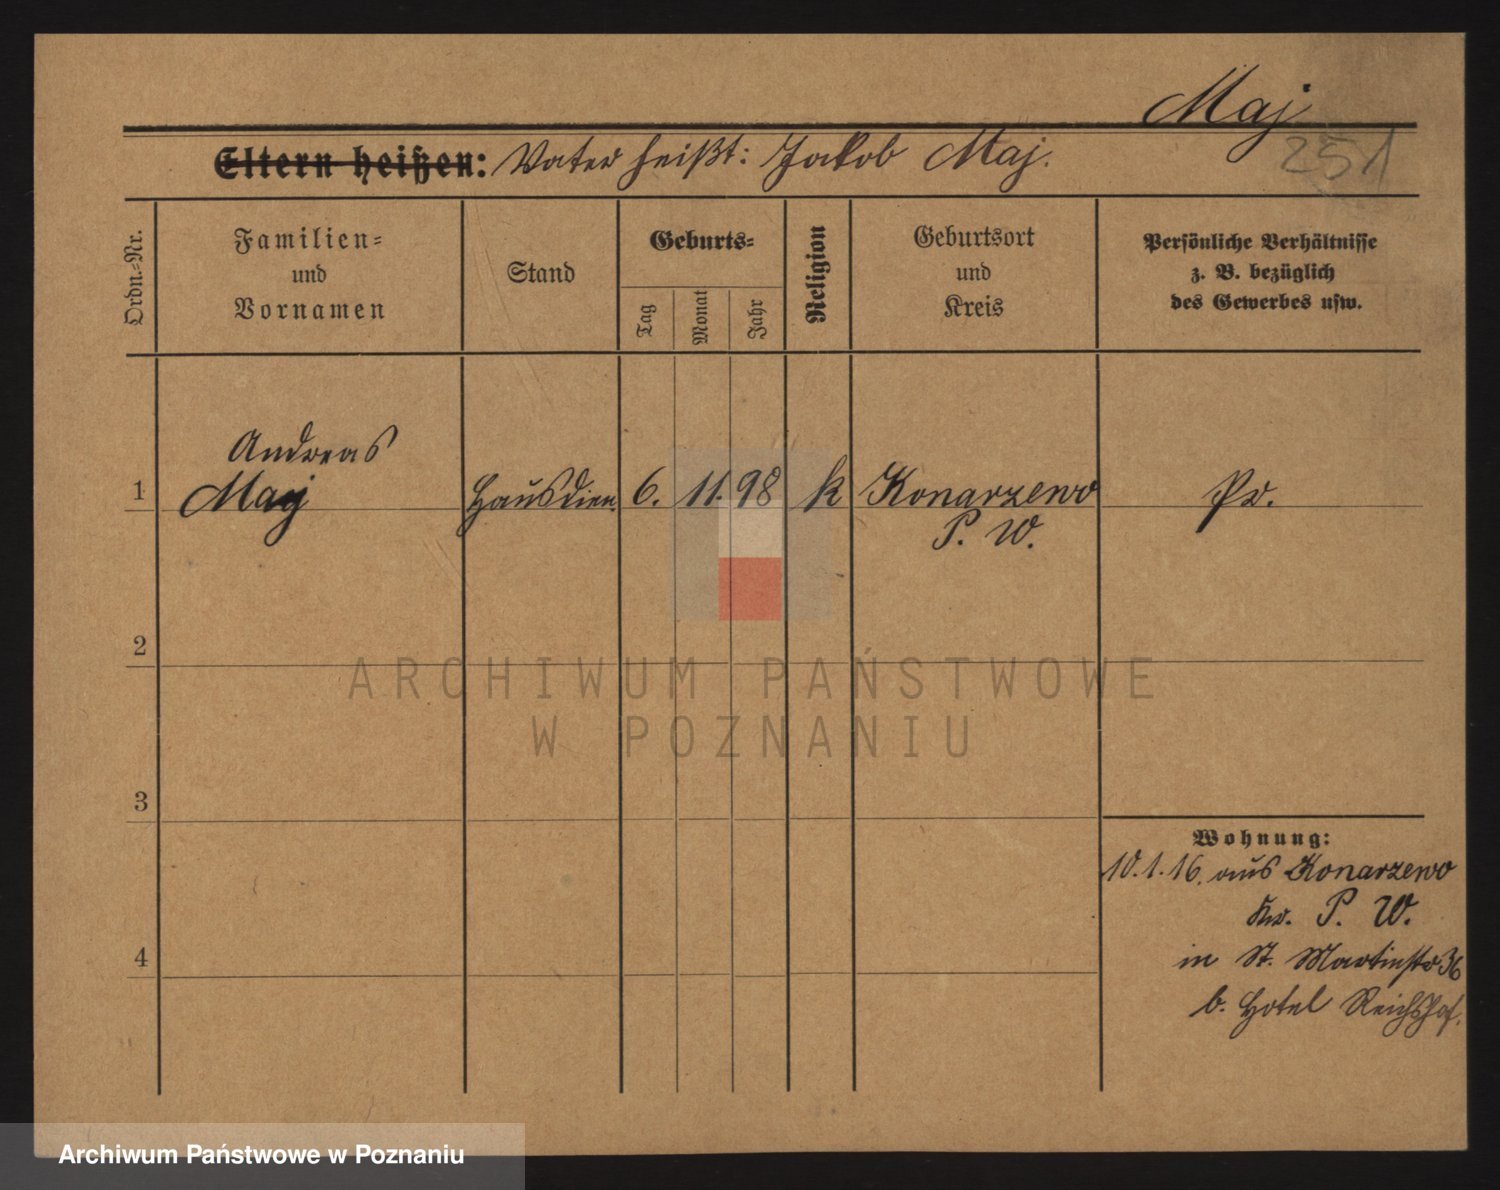 Maj
251
Eltern heißen: Vater heißt: Jakob Maj.
Ordn.-Nr.
Familien-
und
Vornamen
Stand
Geburts-
Tag
Monat
Jahr
Religion
Geburtsort
und
Kreis
Persönliche Verhältnisse
z. B. bezüglich
des Gewerbes usw.
Andreas
1 Maj Hausdien. 6. 11. 98 k Konarzewo Pr.
P. W.
2
3
4
Wohnung:
10.1.16. aus Konarzewo
Kr. P. W.
in St. Martinstr 36
b. Hotel Reichshof.
ARCHIWUM PAŃSTWOWE
W POZNANIU
Archiwum Państwowe w Poznaniu